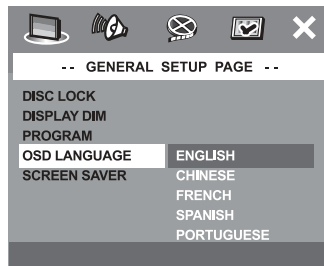 -- GENERAL SETUP PAGE --
DISC LOCK
DISPLAY DIM
PROGRAM
OSD LANGUAGE ENGLISH
SCREEN SAVER CHINESE
FRENCH
SPANISH
PORTUGUESE